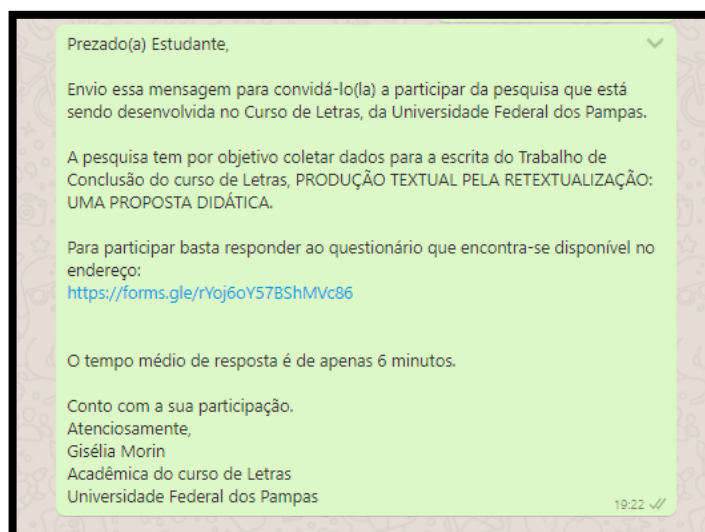 Prezado(a) Estudante,
Envio essa mensagem para convidá-lo(la) a participar da pesquisa que está
sendo desenvolvida no Curso de Letras, da Universidade Federal dos Pampas.
A pesquisa tem por objetivo coletar dados para a escrita do Trabalho de
Conclusão do curso de Letras, PRODUÇÃO TEXTUAL PELA RETEXTUALIZAÇÃO:
UMA PROPOSTA DIDÁTICA.
Para participar basta responder ao questionário que encontra-se disponível no
endereço:
https://forms.gle/rYoj6oY57BShMVc86
O tempo médio de resposta é de apenas 6 minutos.
Conto com a sua participação.
Atenciosamente,
Gisélia Morin
Acadêmica do curso de Letras
Universidade Federal dos Pampas
19:22